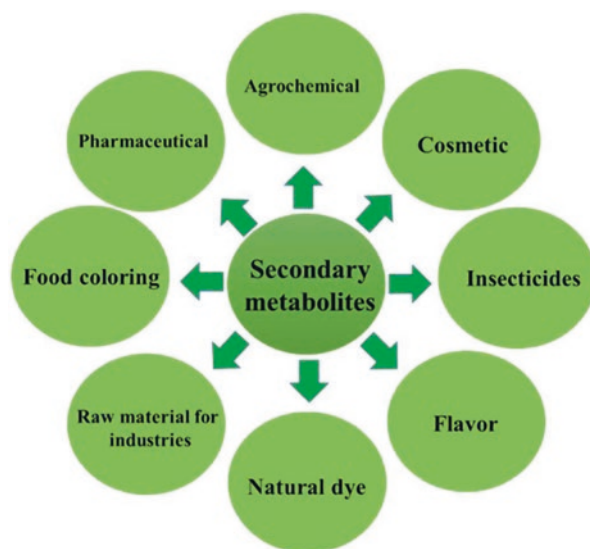 Agrochemical
Pharmaceutical
Cosmetic
Food coloring
Secondary
metabolites
Insecticides
Raw material for
industries
Flavor
Natural dye